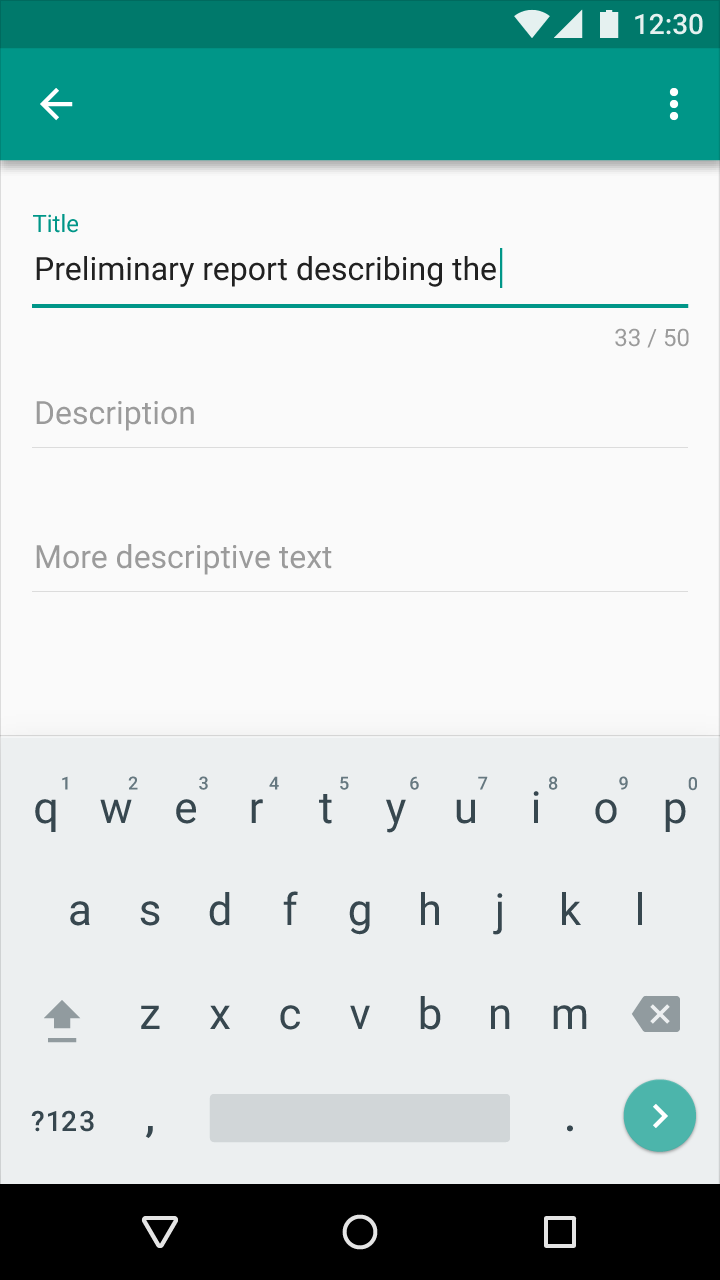 12:30
Title
Preliminary report describing the
33 / 50
Description
More descriptive text
q 1 w 2 e 3 r 4 t 5 y 6 u 7 i 8 o 9 p 0
a s d f g h j k l
z x c v b n m
?123 , .